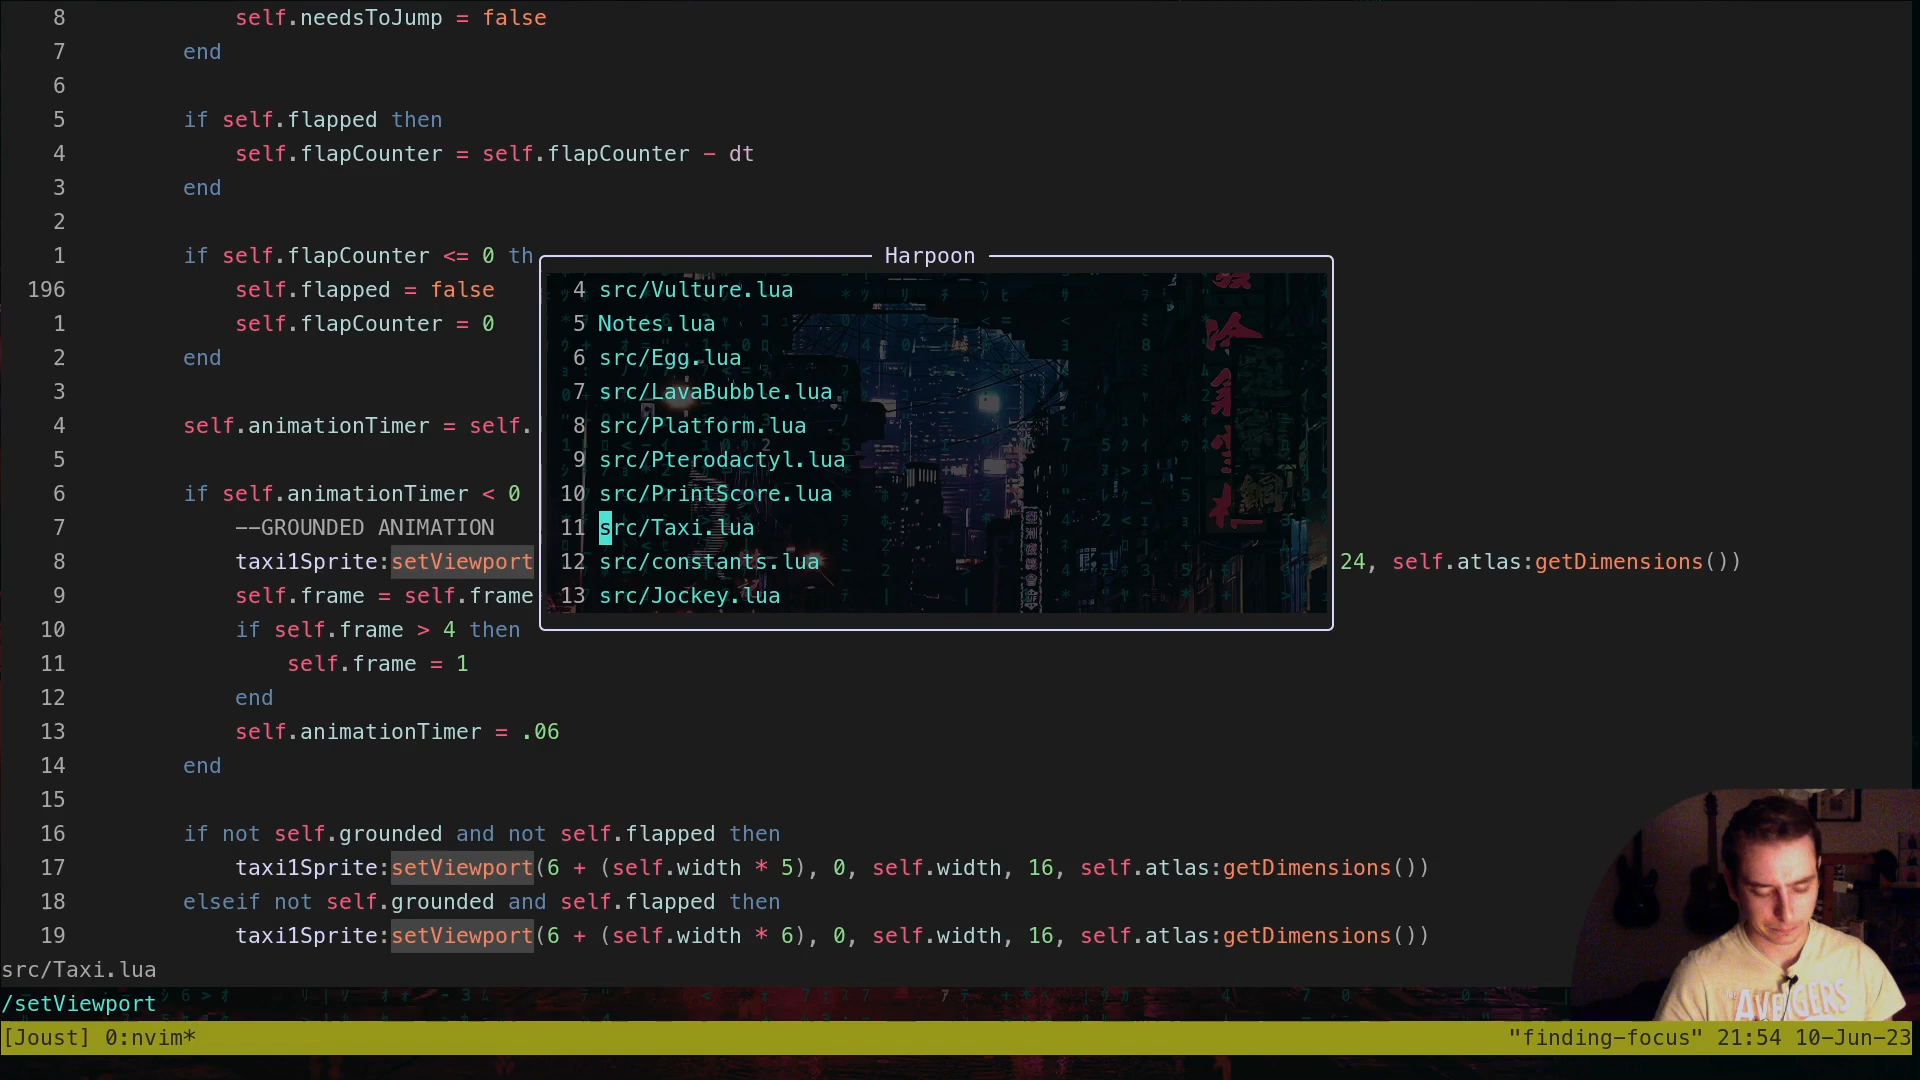 8 self.needsToJump = false
7 end
6
5 if self.flapped then
4 self.flapCounter = self.flapCounter - dt
3 end
2
1 if self.flapCounter <= 0 th
196 self.flapped = false
1 self.flapCounter = 0
2 end
3
4 self.animationTimer = self.
5
6 if self.animationTimer < 0
7 --GROUNDED ANIMATION
8 taxi1Sprite:setViewport 24, self.atlas:getDimensions())
9 self.frame = self.frame
10 if self.frame > 4 then
11 self.frame = 1
12 end
13 self.animationTimer = .06
14 end
15
16 if not self.grounded and not self.flapped then
17 taxi1Sprite:setViewport(6 + (self.width * 5), 0, self.width, 16, self.atlas:getDimensions())
18 elseif not self.grounded and self.flapped then
19 taxi1Sprite:setViewport(6 + (self.width * 6), 0, self.width, 16, self.atlas:getDimensions())
Harpoon
4 src/Vulture.lua
5 Notes.lua
6 src/Egg.lua
7 src/LavaBubble.lua
8 src/Platform.lua
9 src/Pterodactyl.lua
10 src/PrintScore.lua
11 src/Taxi.lua
12 src/constants.lua
13 src/Jockey.lua
src/Taxi.lua
/setViewport
[Joust] 0:nvim* "finding-focus" 21:54 10-Jun-23
AVENGERS